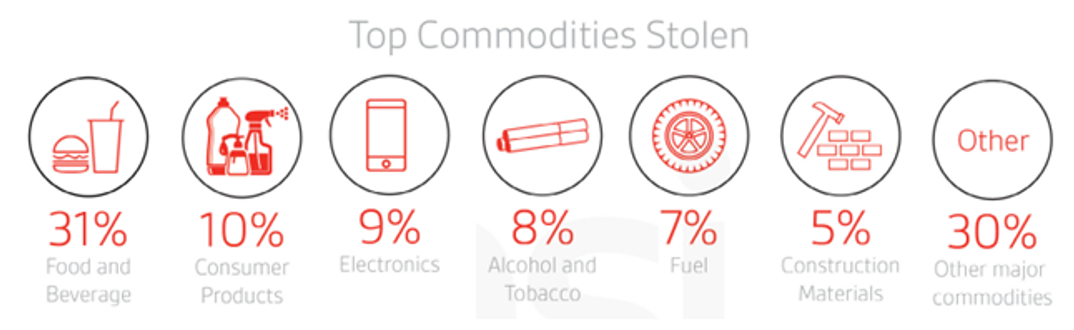 Top Commodities Stolen
Other
31%
10%
9%
8%
7%
5%
30%
Food and
Beverage
Consumer
Products
Electronics
Alcohol and
Tobacco
Fuel
Construction
Materials
Other major
commodities